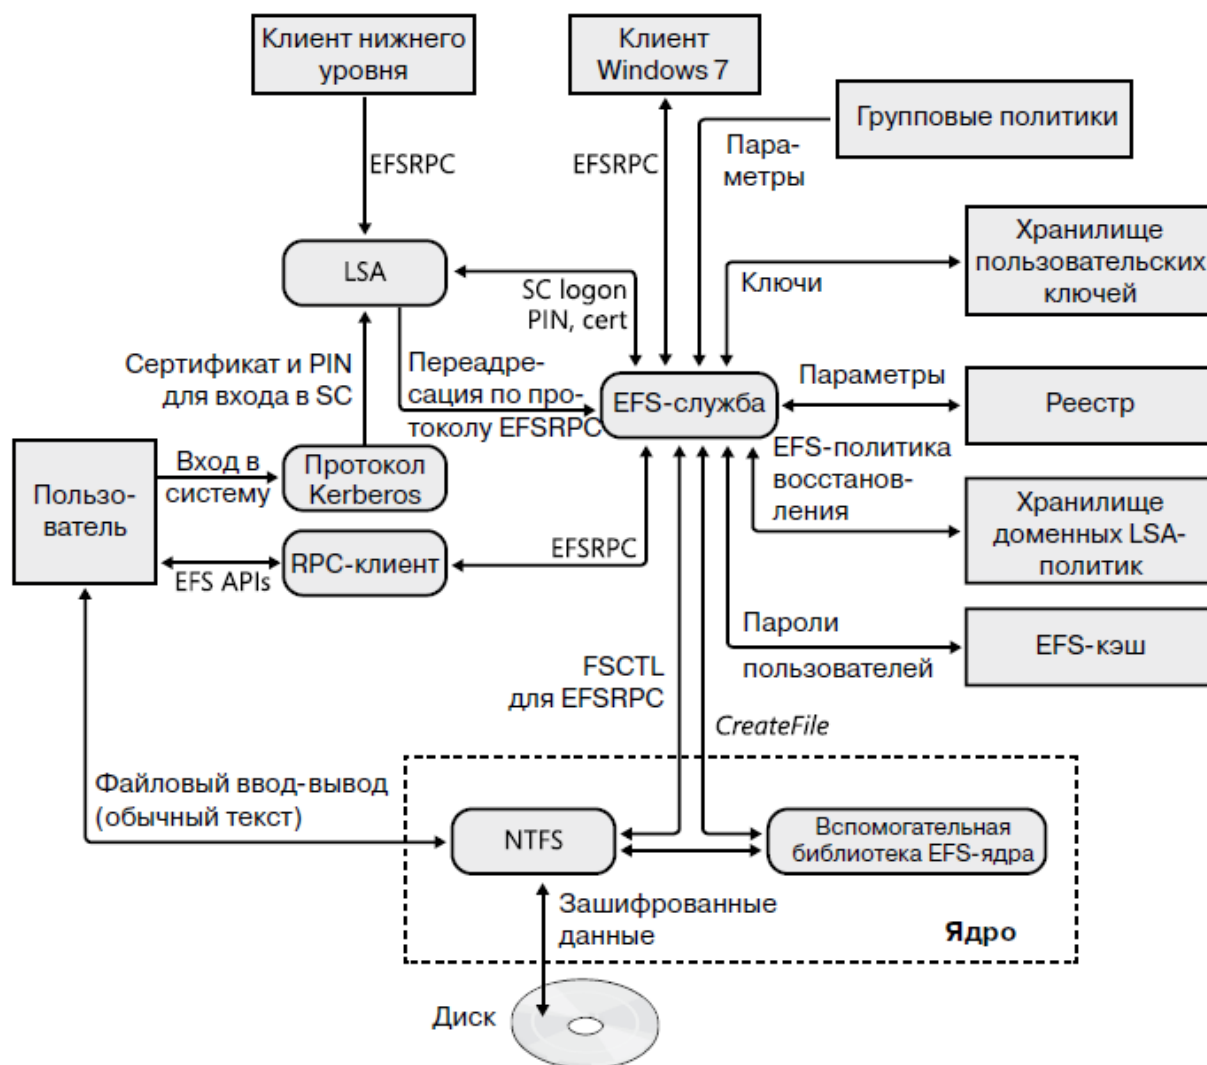 Клиент нижнего
уровня
Клиент
Windows 7
Групповые политики
EFSRPC
EFSRPC
Пара-
метры
Хранилище
пользовательских
ключей
LSA
SC logon
PIN, cert
Ключи
Сертификат и PIN
для входа в SC
Переадре-
сация по про-
токолу EFSRPC
EFS-служба
Параметры
Реестр
Пользо-
ватель
Вход в
систему
Протокол
Kerberos
EFS-политика
восстанов-
ления
Хранилище
доменных LSA-
политик
EFS APIs
RPC-клиент
EFSRPC
Пароли
пользователей
EFS-кэш
FSCTL
для EFSRPC
CreateFile
Файловый ввод-вывод
(обычный текст)
NTFS
Вспомогательная
библиотека EFS-ядра
Зашифрованные
данные
Ядро
Диск